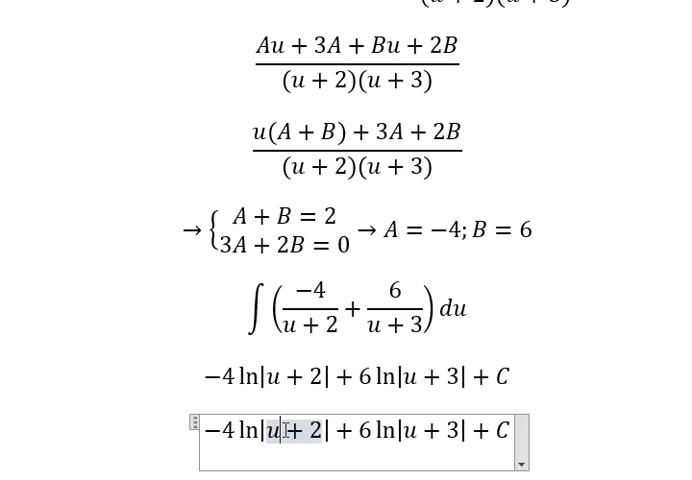 Au + 3A + Bu + 2B
(u + 2)(u + 3)
u(A + B) + 3A + 2B
(u + 2)(u + 3)
→ { A + B = 2
3A + 2B = 0 → A = −4; B = 6
∫ ( −4 / u + 2 + 6 / u + 3 ) du
−4 ln|u + 2| + 6 ln|u + 3| + C
−4 ln|u + 2| + 6 ln|u + 3| + C